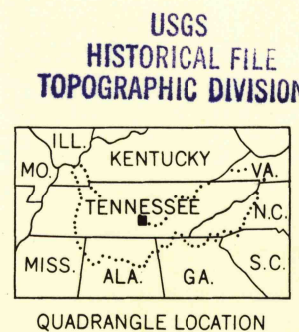 USGS
HISTORICAL FILE
TOPOGRAPHIC DIVISION
ILL.
MO.
KENTUCKY
VA.
TENNESSEE
N.C.
MISS.
ALA.
GA.
S.C.
QUADRANGLE LOCATION